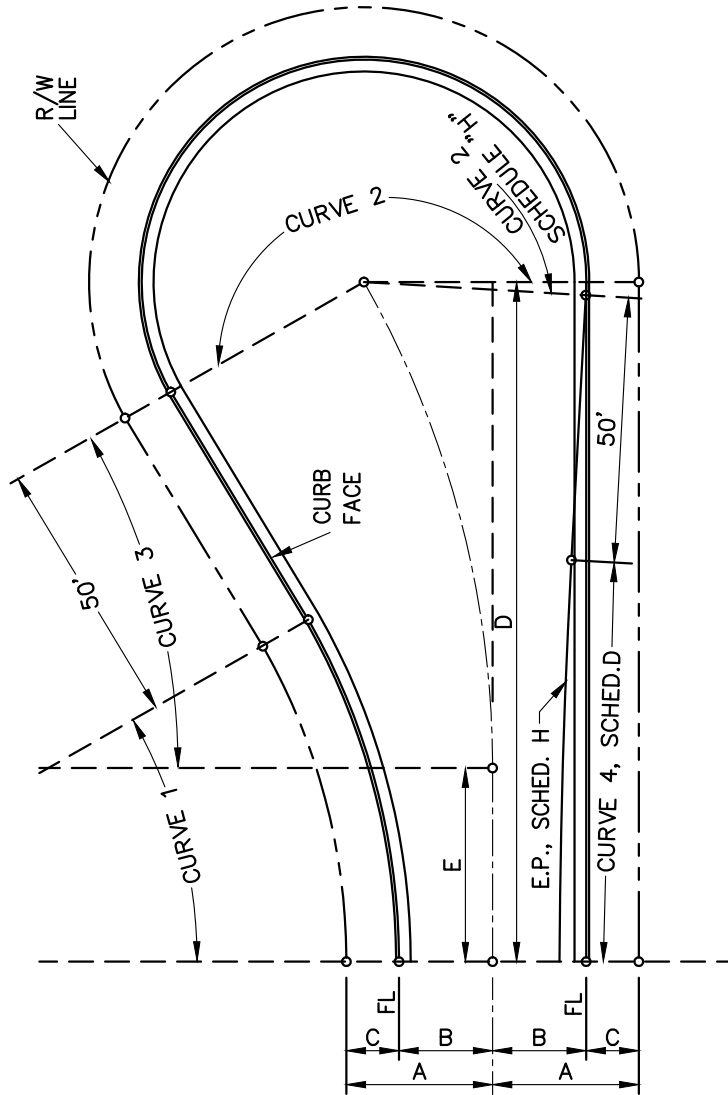 R/W
LINE
CURVE 2
CURVE 2
SCHEDULE "H"
50'
CURVE 3
CURB
FACE
50'
CURVE 1
D
E.P., SCHED. H
CURVE 4, SCHED.D
E
FL
FL
C
B
B
C
A
A